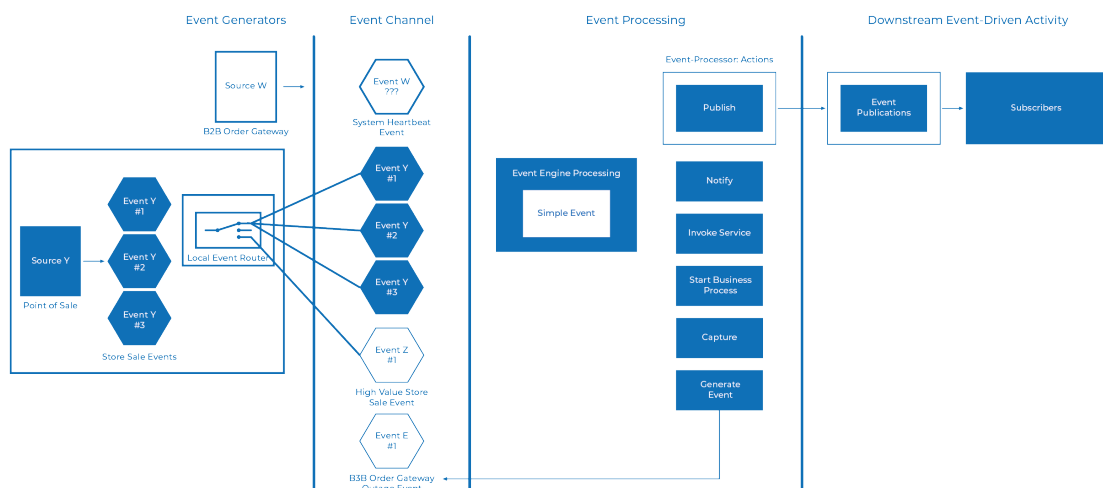 Event Generators
Event Channel
Event Processing
Downstream Event-Driven Activity
Source W
B2B Order Gateway
Event W
???
System Heartbeat
Event
Source Y
Point of Sale
Event Y
#1
Event Y
#2
Event Y
#3
Store Sale Events
Local Event Router
Event Y
#1
Event Y
#2
Event Y
#3
Event Z
#1
High Value Store
Sale Event
Event E
#1
B3B Order Gateway
Outage Event
Event Engine Processing
Simple Event
Event-Processor: Actions
Publish
Notify
Invoke Service
Start Business
Process
Capture
Generate
Event
Event
Publications
Subscribers